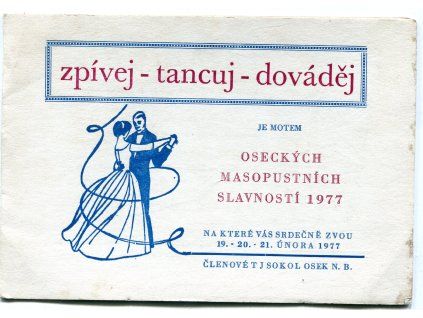 zpívej - tancuj - dováděj
JE MOTEM
OSECKÝCH
MASOPUSTNÍCH
SLAVNOSTÍ 1977
NA KTERÉ VÁS SRDEČNĚ ZVOU
19. - 20. - 21. ÚNORA 1977
ČLENOVÉ TJ SOKOL OSEK N. B.